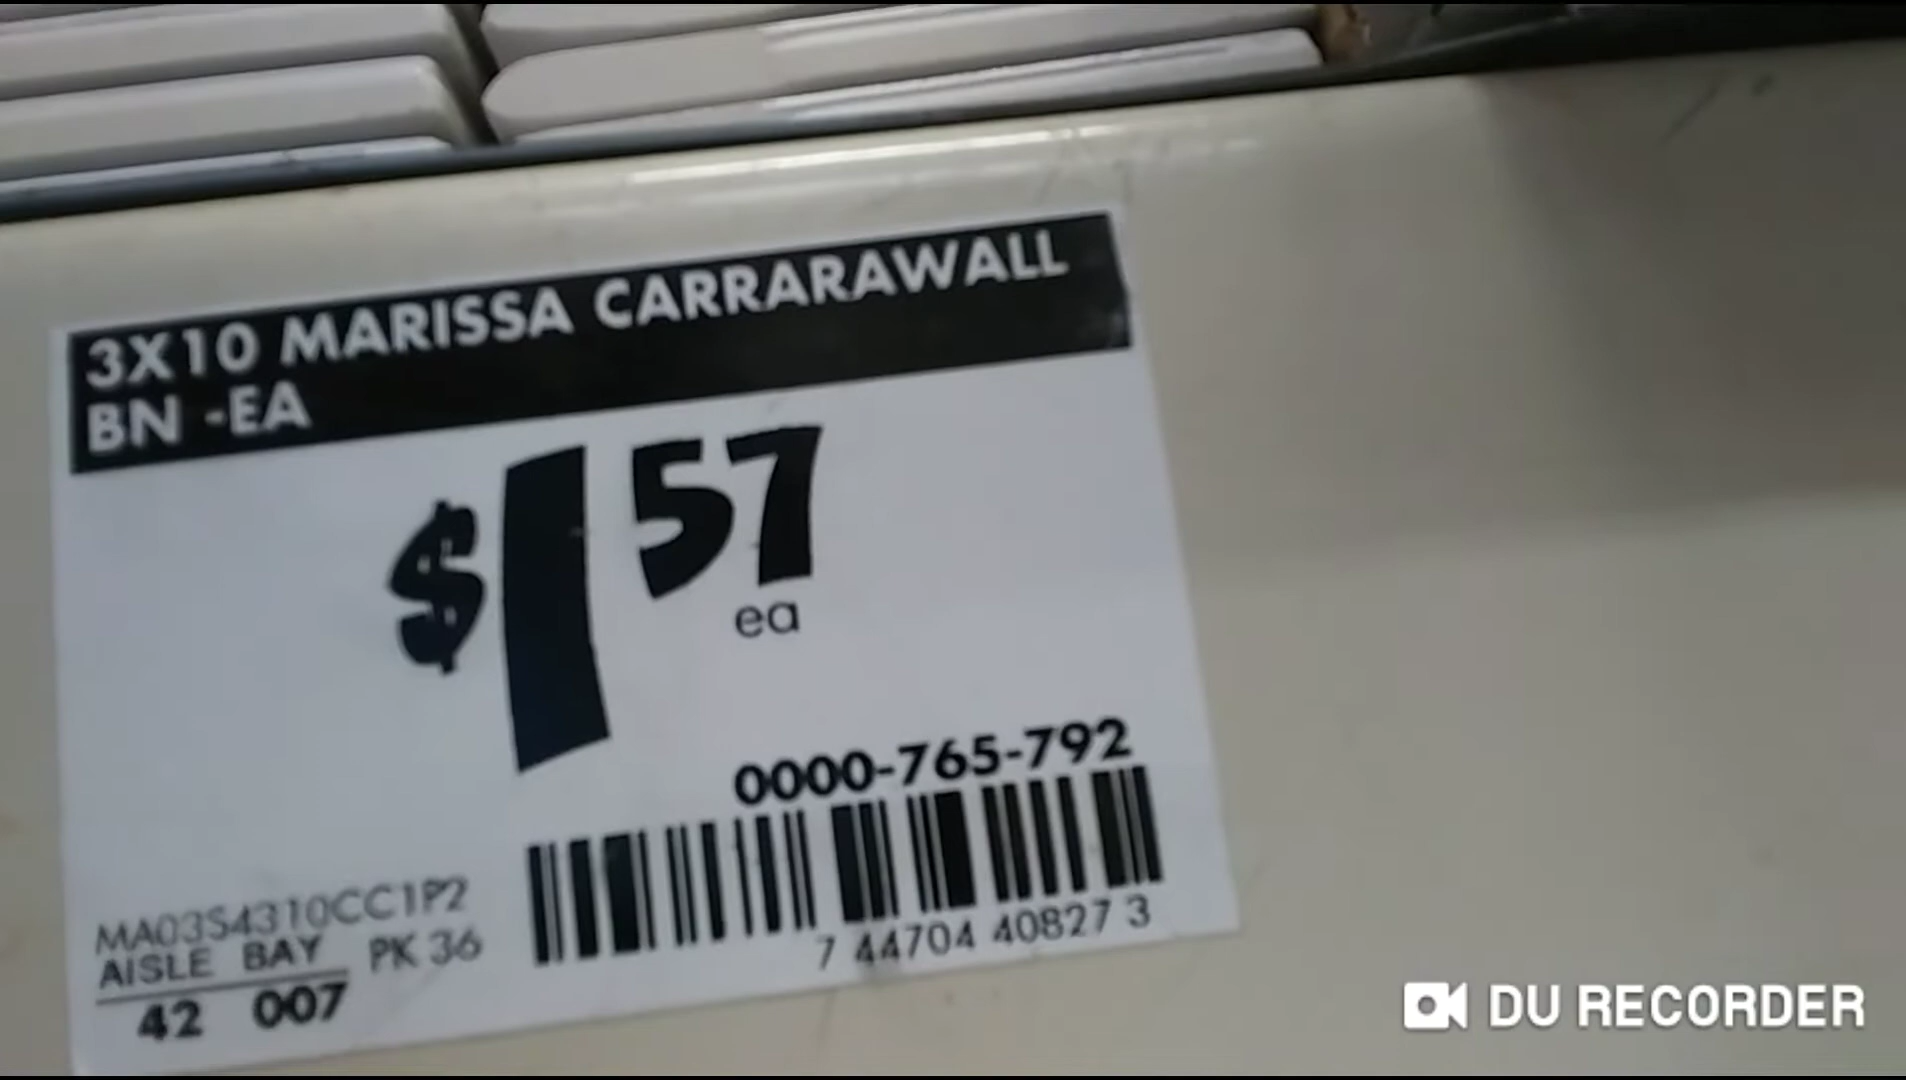 3X10 MARISSA CARRARAWALL
BN -EA
$1 57
ea
0000-765-792
7 44704 40827 3
MA03S4310CC1P2
AISLE BAY PK 36
42 007
DU RECORDER